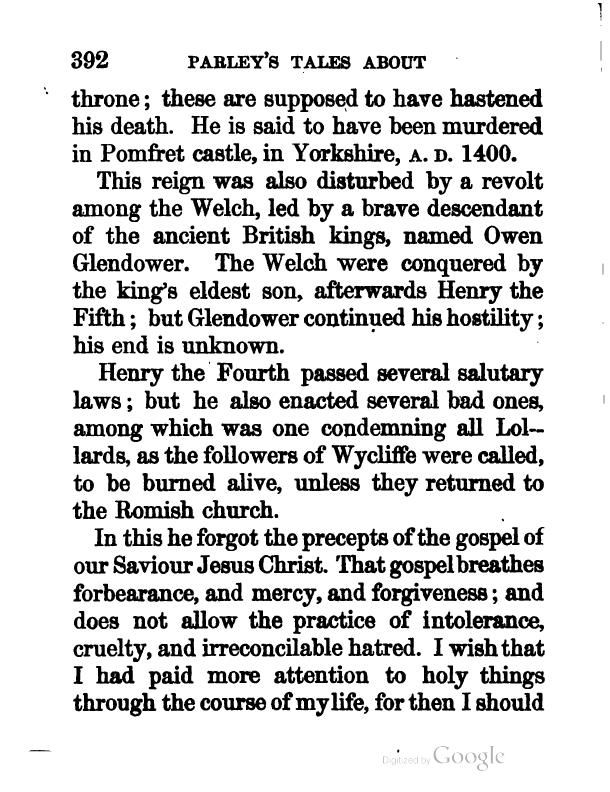 392 PARLEY'S TALES ABOUT
throne; these are supposed to have hastened
his death. He is said to have been murdered
in Pomfret castle, in Yorkshire, A. D. 1400.
This reign was also disturbed by a revolt
among the Welch, led by a brave descendant
of the ancient British kings, named Owen
Glendower. The Welch were conquered by
the king's eldest son, afterwards Henry the
Fifth; but Glendower continued his hostility;
his end is unknown.
Henry the Fourth passed several salutary
laws; but he also enacted several bad ones,
among which was one condemning all Lol-
lards, as the followers of Wycliffe were called,
to be burned alive, unless they returned to
the Romish church.
In this he forgot the precepts of the gospel of
our Saviour Jesus Christ. That gospel breathes
forbearance, and mercy, and forgiveness; and
does not allow the practice of intolerance,
cruelty, and irreconcilable hatred. I wish that
I had paid more attention to holy things
through the course of my life, for then I should
Digitized by Google